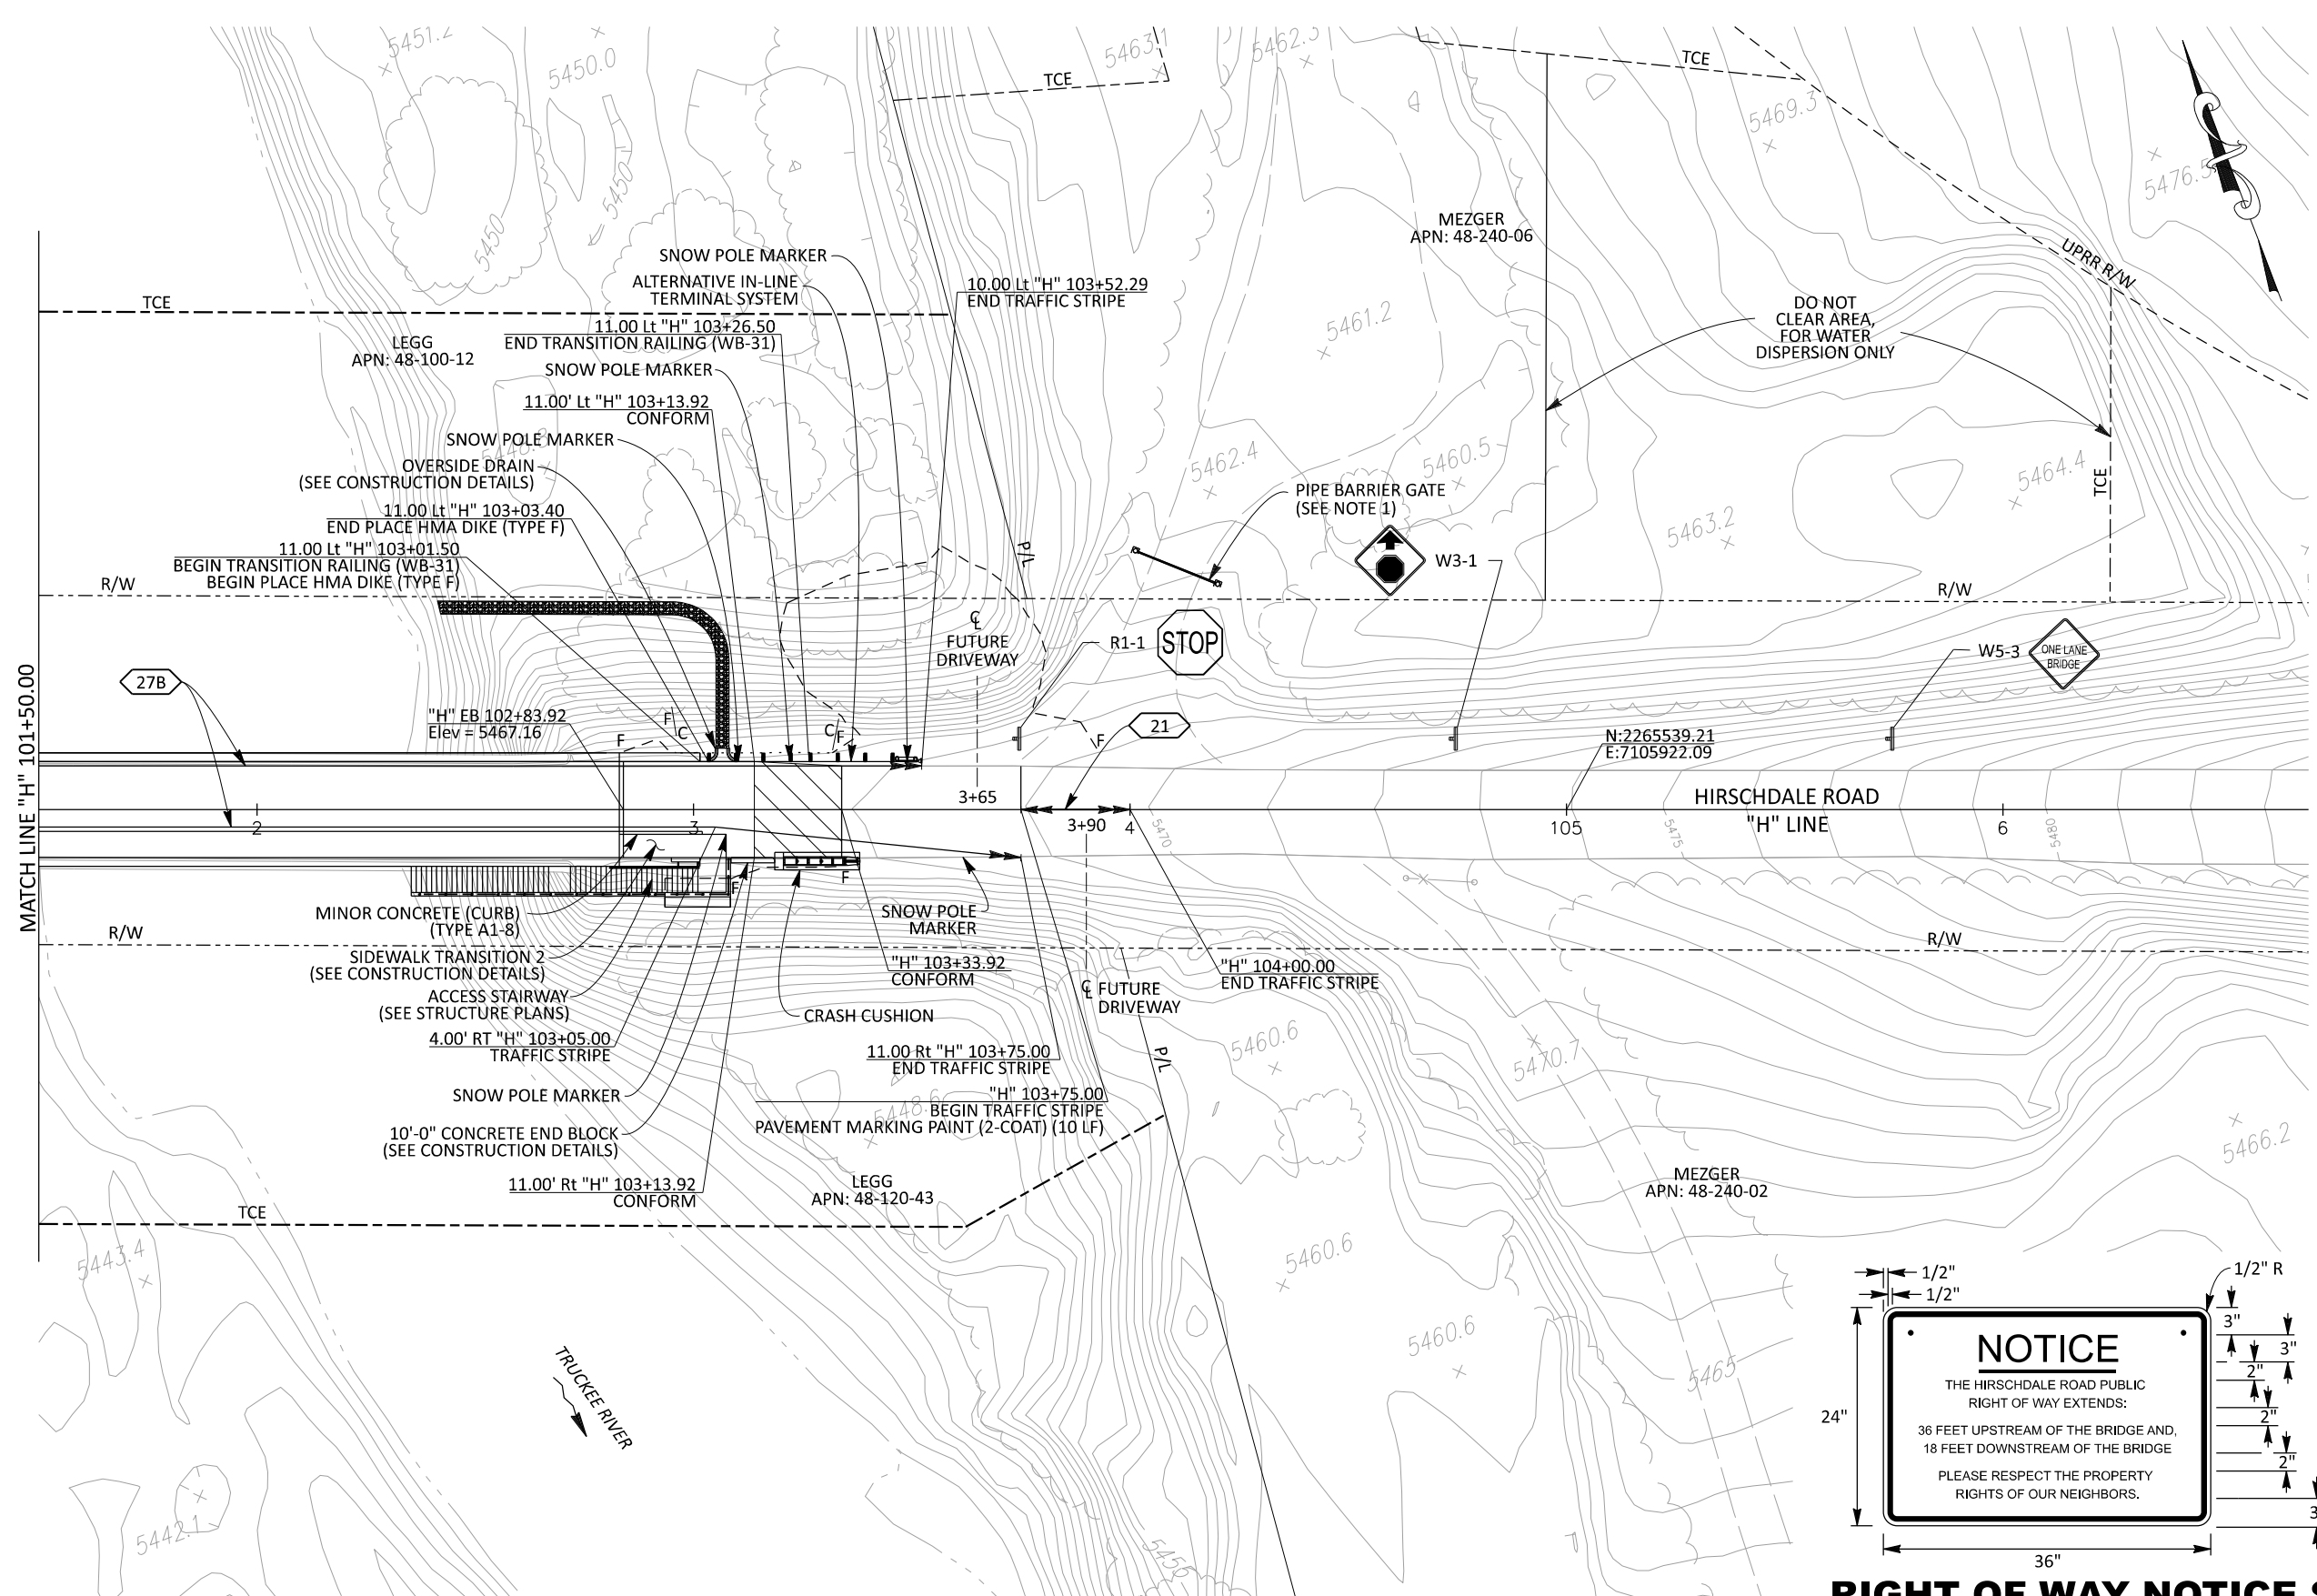 5451.2
5450.0
5450
5450
5463.1
TCE
5462.3
TCE
5469.3
5476.5
UPRR R/W
MEZGER
APN: 48-240-06
DO NOT
CLEAR AREA,
FOR WATER
DISPERSION ONLY
TCE
SNOW POLE MARKER
ALTERNATIVE IN-LINE
TERMINAL SYSTEM
10.00 Lt "H" 103+52.29
END TRAFFIC STRIPE
11.00 Lt "H" 103+26.50
END TRANSITION RAILING (WB-31)
LEGG
APN: 48-100-12
SNOW POLE MARKER
11.00' Lt "H" 103+13.92
CONFORM
SNOW POLE MARKER
OVERSIDE DRAIN
(SEE CONSTRUCTION DETAILS)
11.00 Lt "H" 103+03.40
END PLACE HMA DIKE (TYPE F)
11.00 Lt "H" 103+01.50
BEGIN TRANSITION RAILING (WB-31)
BEGIN PLACE HMA DIKE (TYPE F)
R/W
5461.2
5462.4
5460.5
5463.2
5464.4
TCE
PIPE BARRIER GATE
(SEE NOTE 1)
W3-1
P/L
R/W
℄
FUTURE
DRIVEWAY
R1-1
STOP
W5-3
ONE LANE
BRIDGE
MATCH LINE "H" 101+50.00
27B
"H" EB 102+83.92
Elev = 5467.16
F
F
C
C
F
F
21
N:2265539.21
E:7105922.09
3+65
HIRSCHDALE ROAD
"H" LINE
2
3
3+90
4
105
6
5470
5475
5480
F
F
MINOR CONCRETE (CURB)
(TYPE A1-8)
R/W
SIDEWALK TRANSITION 2
(SEE CONSTRUCTION DETAILS)
ACCESS STAIRWAY
(SEE STRUCTURE PLANS)
4.00' RT "H" 103+05.00
TRAFFIC STRIPE
SNOW POLE MARKER
10'-0" CONCRETE END BLOCK
(SEE CONSTRUCTION DETAILS)
11.00' Rt "H" 103+13.92
CONFORM
SNOW POLE
MARKER
"H" 103+33.92
CONFORM
CRASH CUSHION
℄ FUTURE
DRIVEWAY
"H" 104+00.00
END TRAFFIC STRIPE
R/W
11.00 Rt "H" 103+75.00
END TRAFFIC STRIPE
"H" 103+75.00
BEGIN TRAFFIC STRIPE
PAVEMENT MARKING PAINT (2-COAT) (10 LF)
P/L
5448.6
5460.6
5470.7
5466.2
LEGG
APN: 48-120-43
MEZGER
APN: 48-240-02
TCE
5443.4
5460.6
5460.6
5465
5442.1
TRUCKEE RIVER
1/2"
1/2"
1/2" R
24"
36"
3"
3"
2"
2"
2"
NOTICE
THE HIRSCHDALE ROAD PUBLIC
RIGHT OF WAY EXTENDS:
36 FEET UPSTREAM OF THE BRIDGE AND,
18 FEET DOWNSTREAM OF THE BRIDGE
PLEASE RESPECT THE PROPERTY
RIGHTS OF OUR NEIGHBORS.
RIGHT OF WAY NOTICE